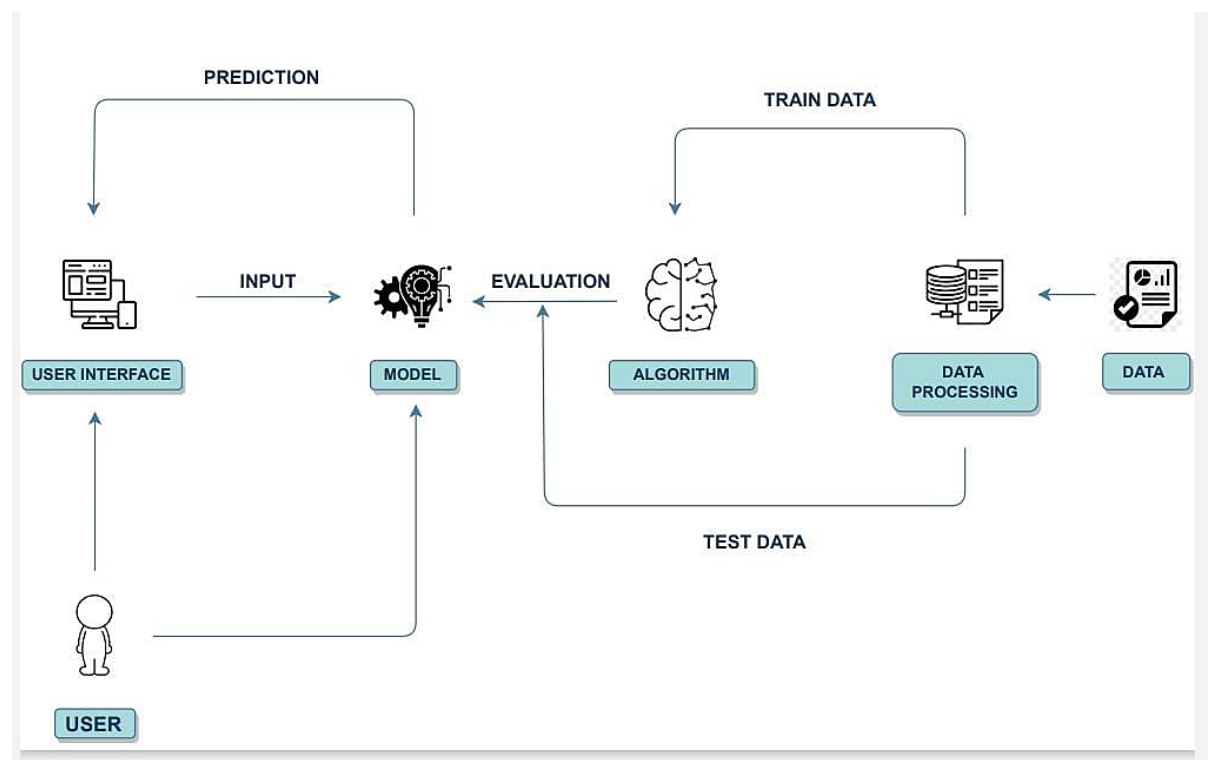 PREDICTION
TRAIN DATA
INPUT
EVALUATION
USER INTERFACE
MODEL
ALGORITHM
DATA
PROCESSING
DATA
TEST DATA
USER